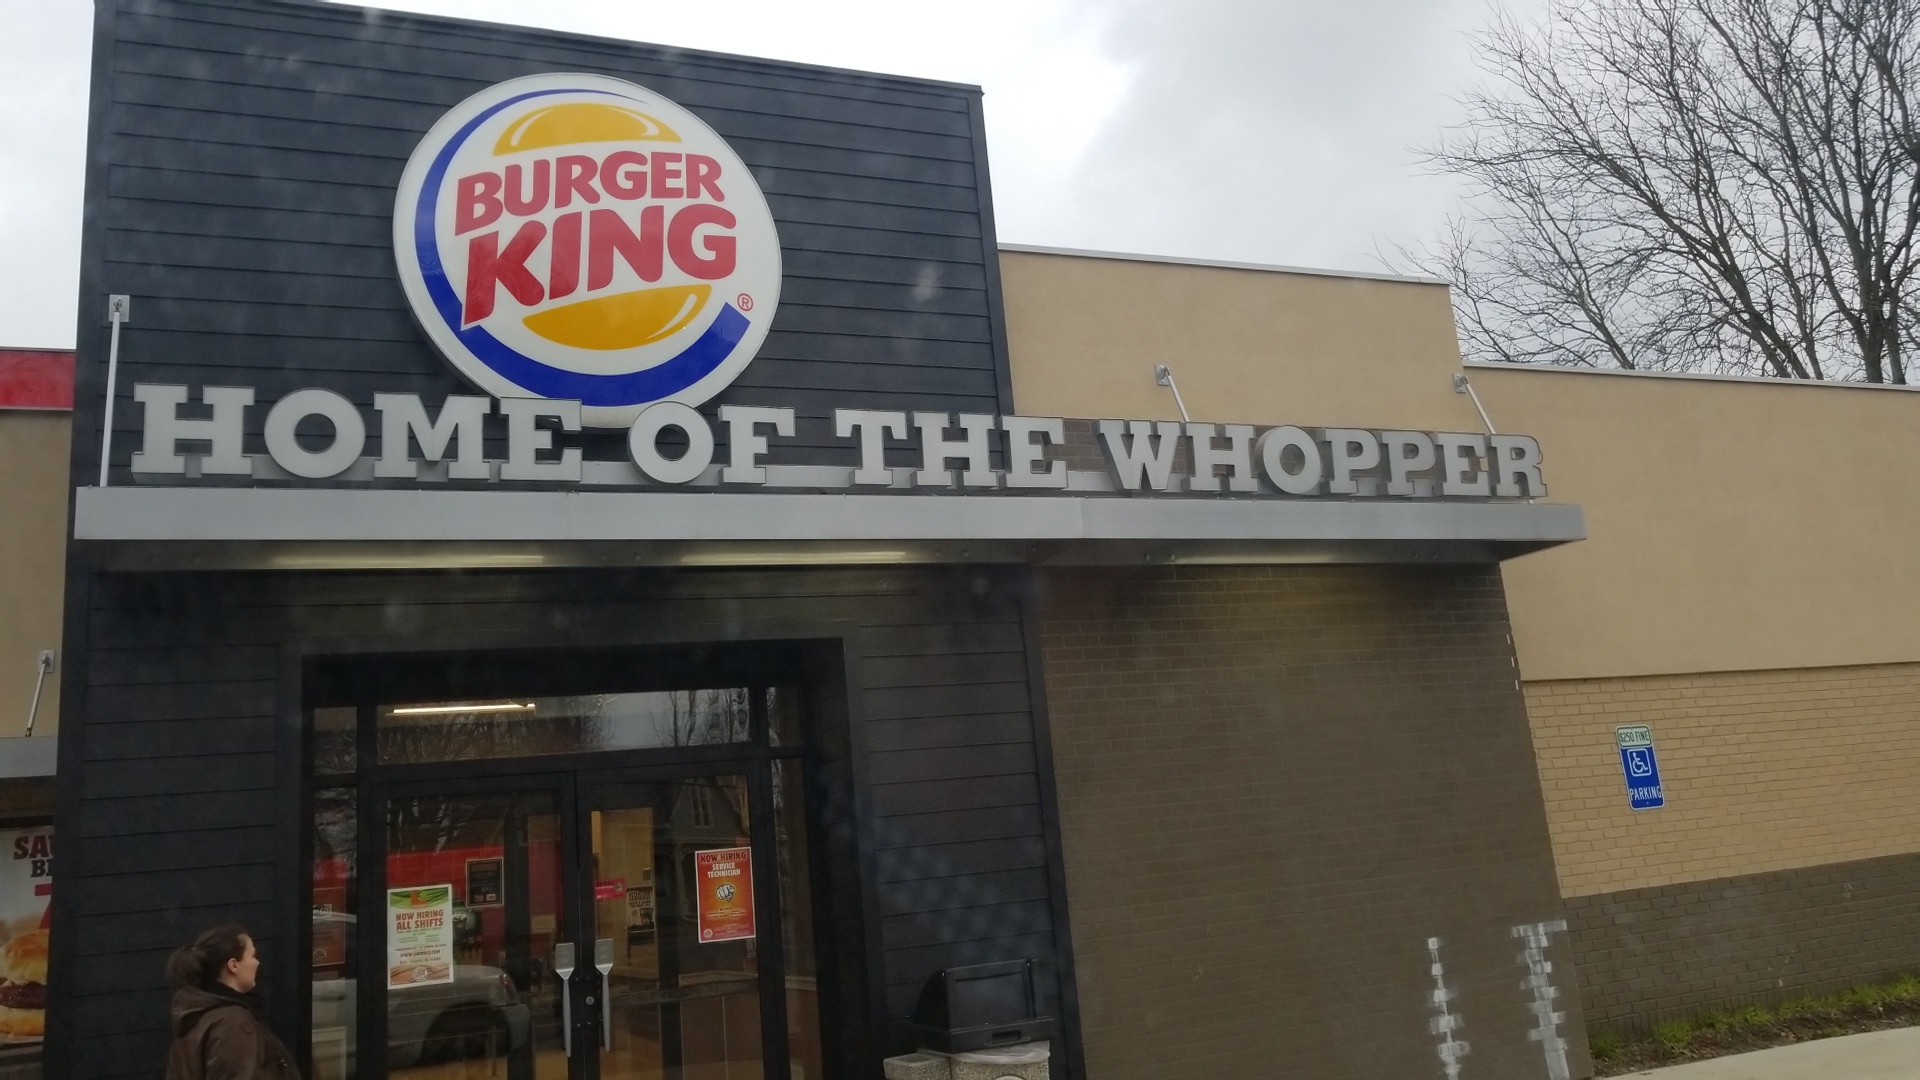 BURGER
KING
®
HOME OF THE WHOPPER
$250 FINE
PARKING
NOW HIRING
SERVICE
TECHNICIAN
NOW HIRING
ALL SHIFTS